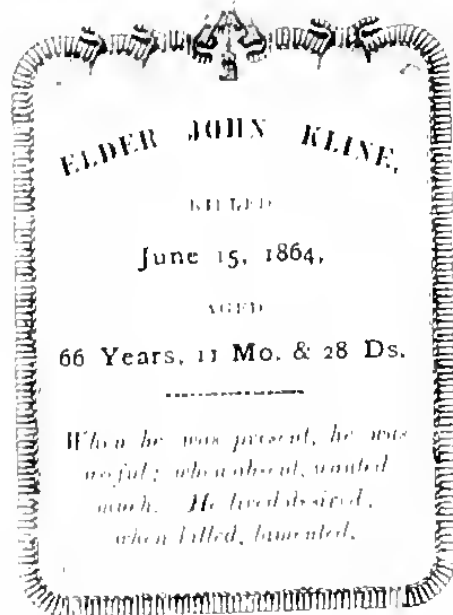 ELDER JOHN KLINE,
KILLED
June 15, 1864,
AGED
66 Years, 11 Mo. & 28 Ds.
When he was present, he was
useful; when absent, wanted
much. He lived desired,
when killed, lamented.